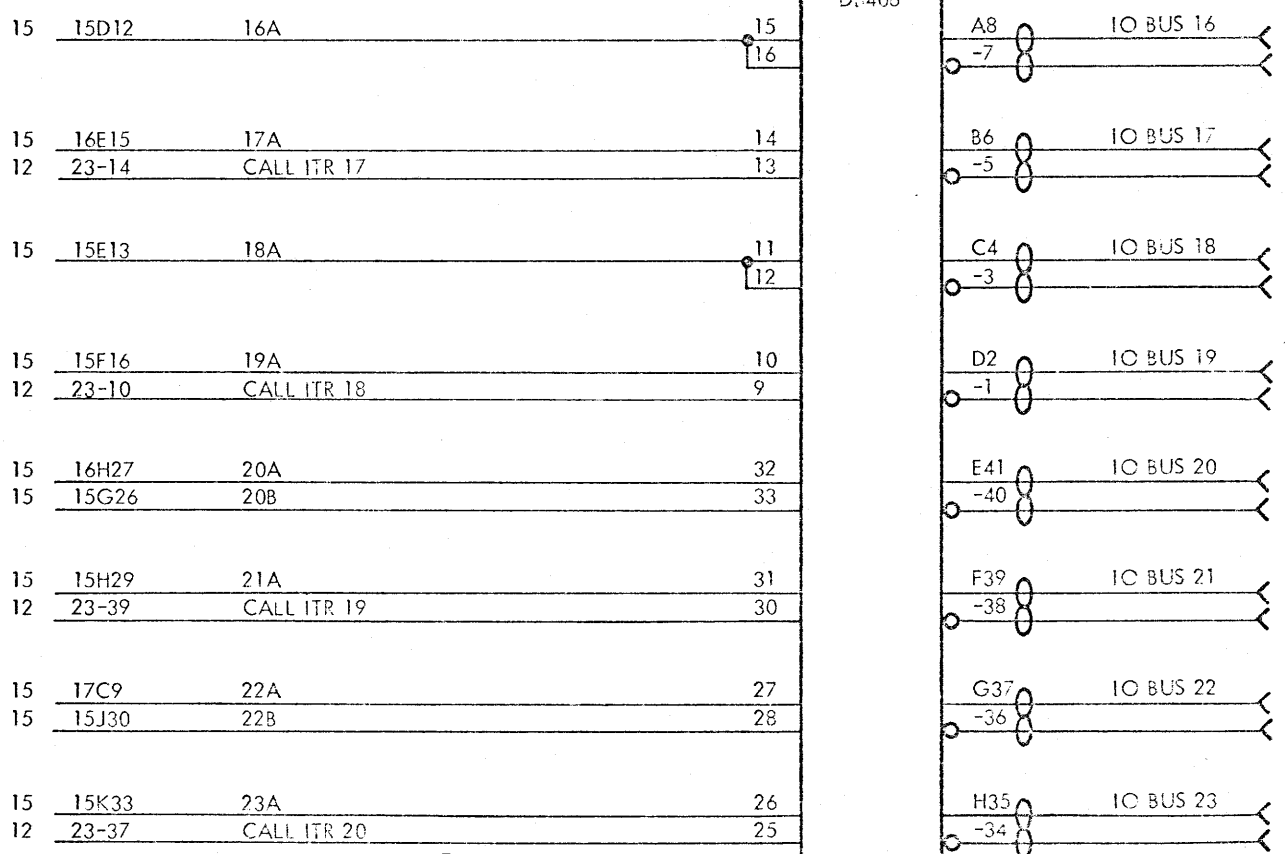 15 15D12 16A 15 A8 IO BUS 16
16 -7
15 16E15 17A 14 B6 IO BUS 17
12 23-14 CALL ITR 17 13 -5
15 15E13 18A 11 C4 IO BUS 18
12 -3
15 15F16 19A 10 D2 IO BUS 19
12 23-10 CALL ITR 18 9 -1
15 16H27 20A 32 E41 IO BUS 20
15 15G26 20B 33 -40
15 15H29 21A 31 F39 IO BUS 21
12 23-39 CALL ITR 19 30 -38
15 17C9 22A 27 G37 IO BUS 22
15 15J30 22B 28 -36
15 15K33 23A 26 H35 IO BUS 23
12 23-37 CALL ITR 20 25 -34